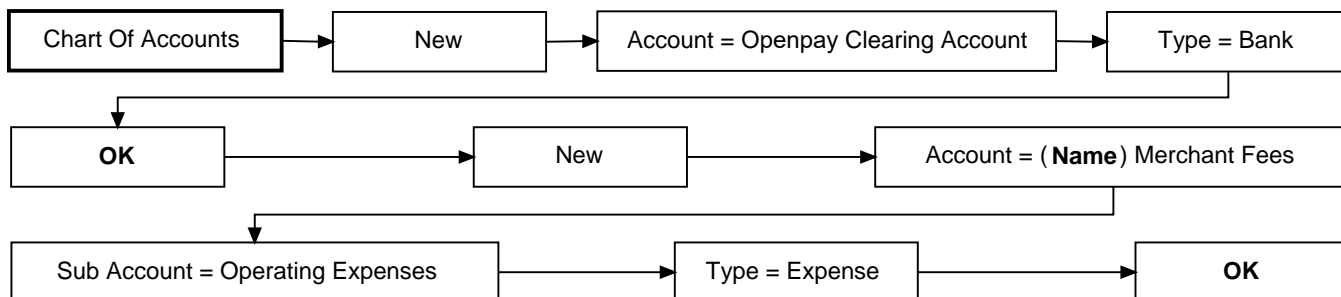 Chart Of Accounts
New
Account = Openpay Clearing Account
Type = Bank
OK
New
Account = (Name) Merchant Fees
Sub Account = Operating Expenses
Type = Expense
OK